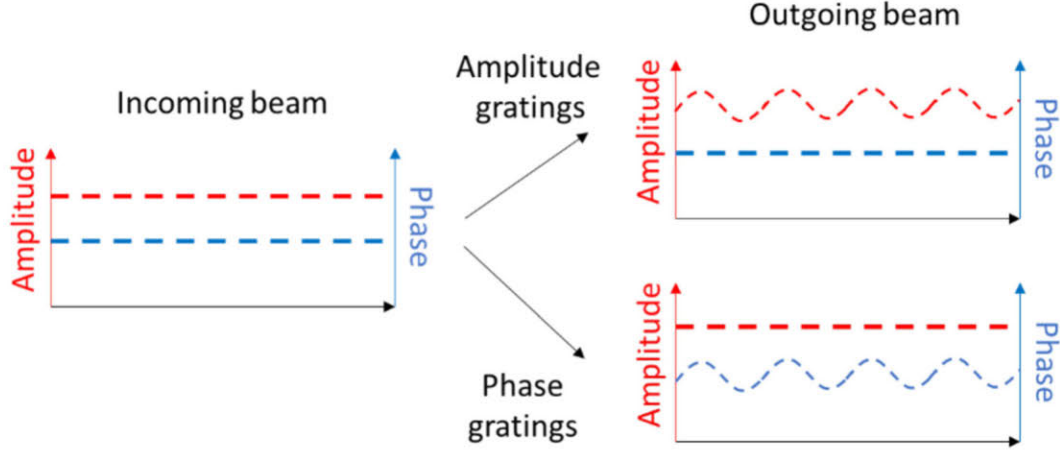 Outgoing beam
Amplitude
gratings
Incoming beam
Amplitude
Phase
Amplitude
Phase
Amplitude
Phase
Phase
gratings